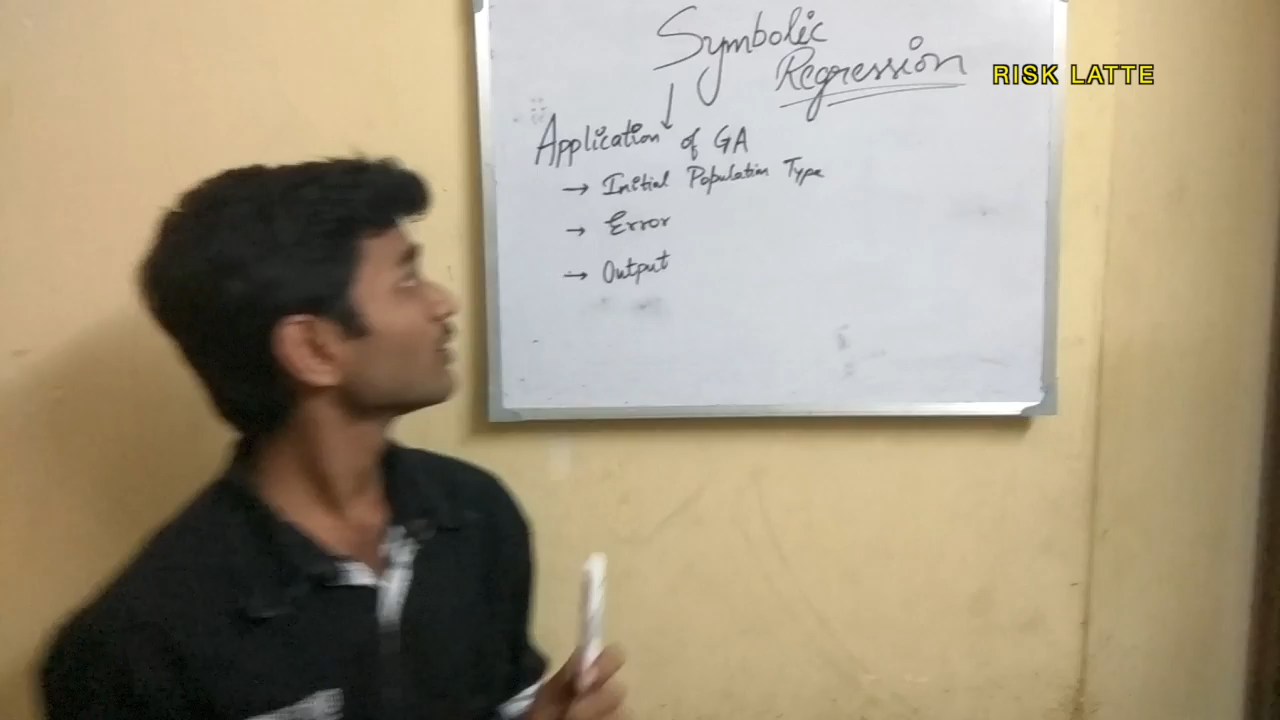 Symbolic
Regression
RISK LATTE
Application of GA
→ Initial Population Type
→ Error
→ Output